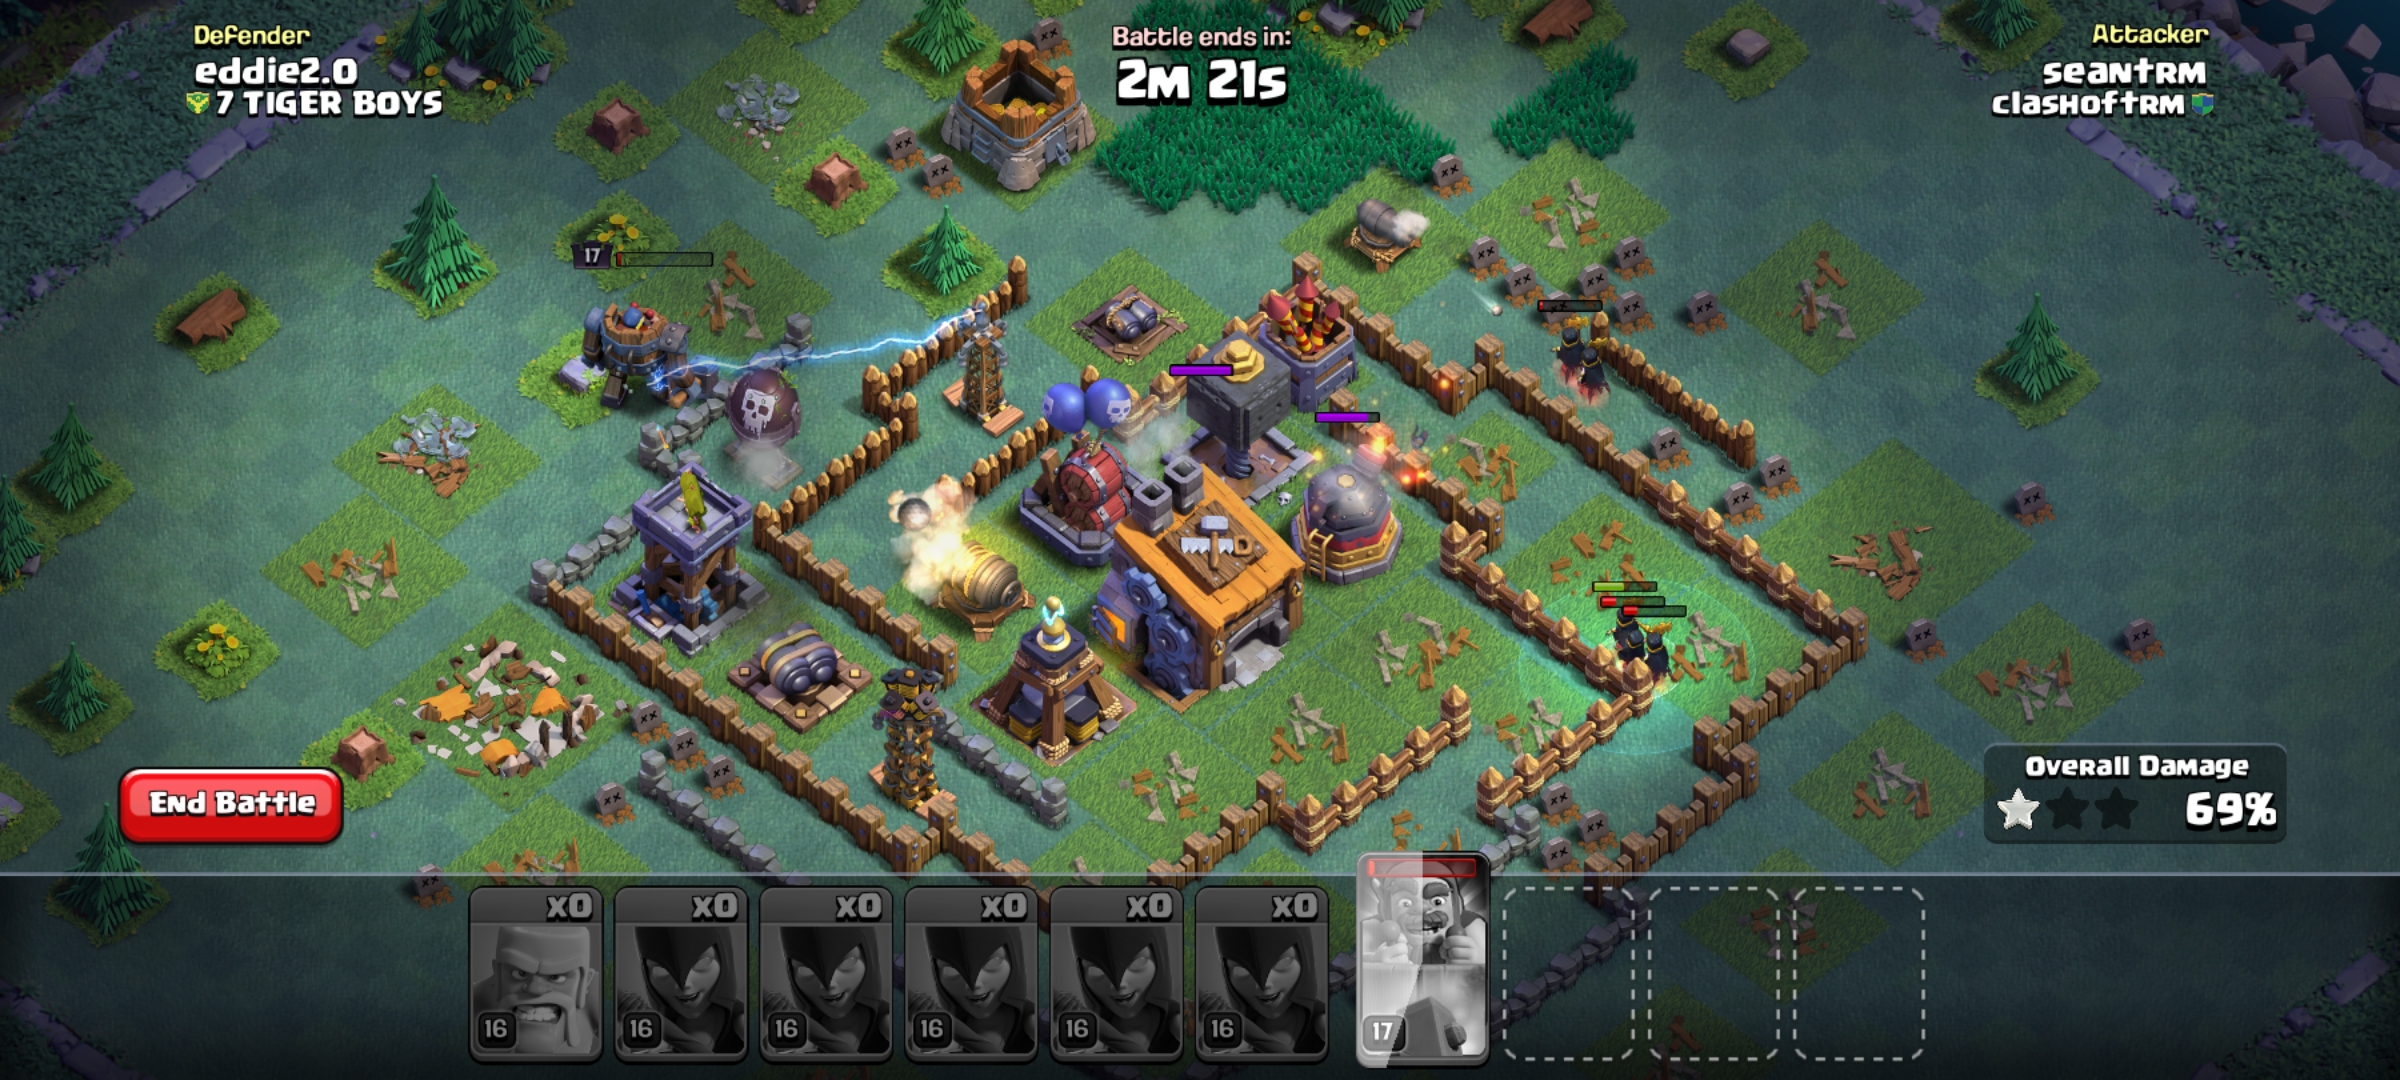 Defender
eddie2.0
7 TIGER BOYS
Battle ends in:
2M 21s
Attacker
seantRM
clashoftRM
17
End Battle
Overall Damage
69%
x0
x0
x0
x0
x0
x0
16
16
16
16
16
16
17